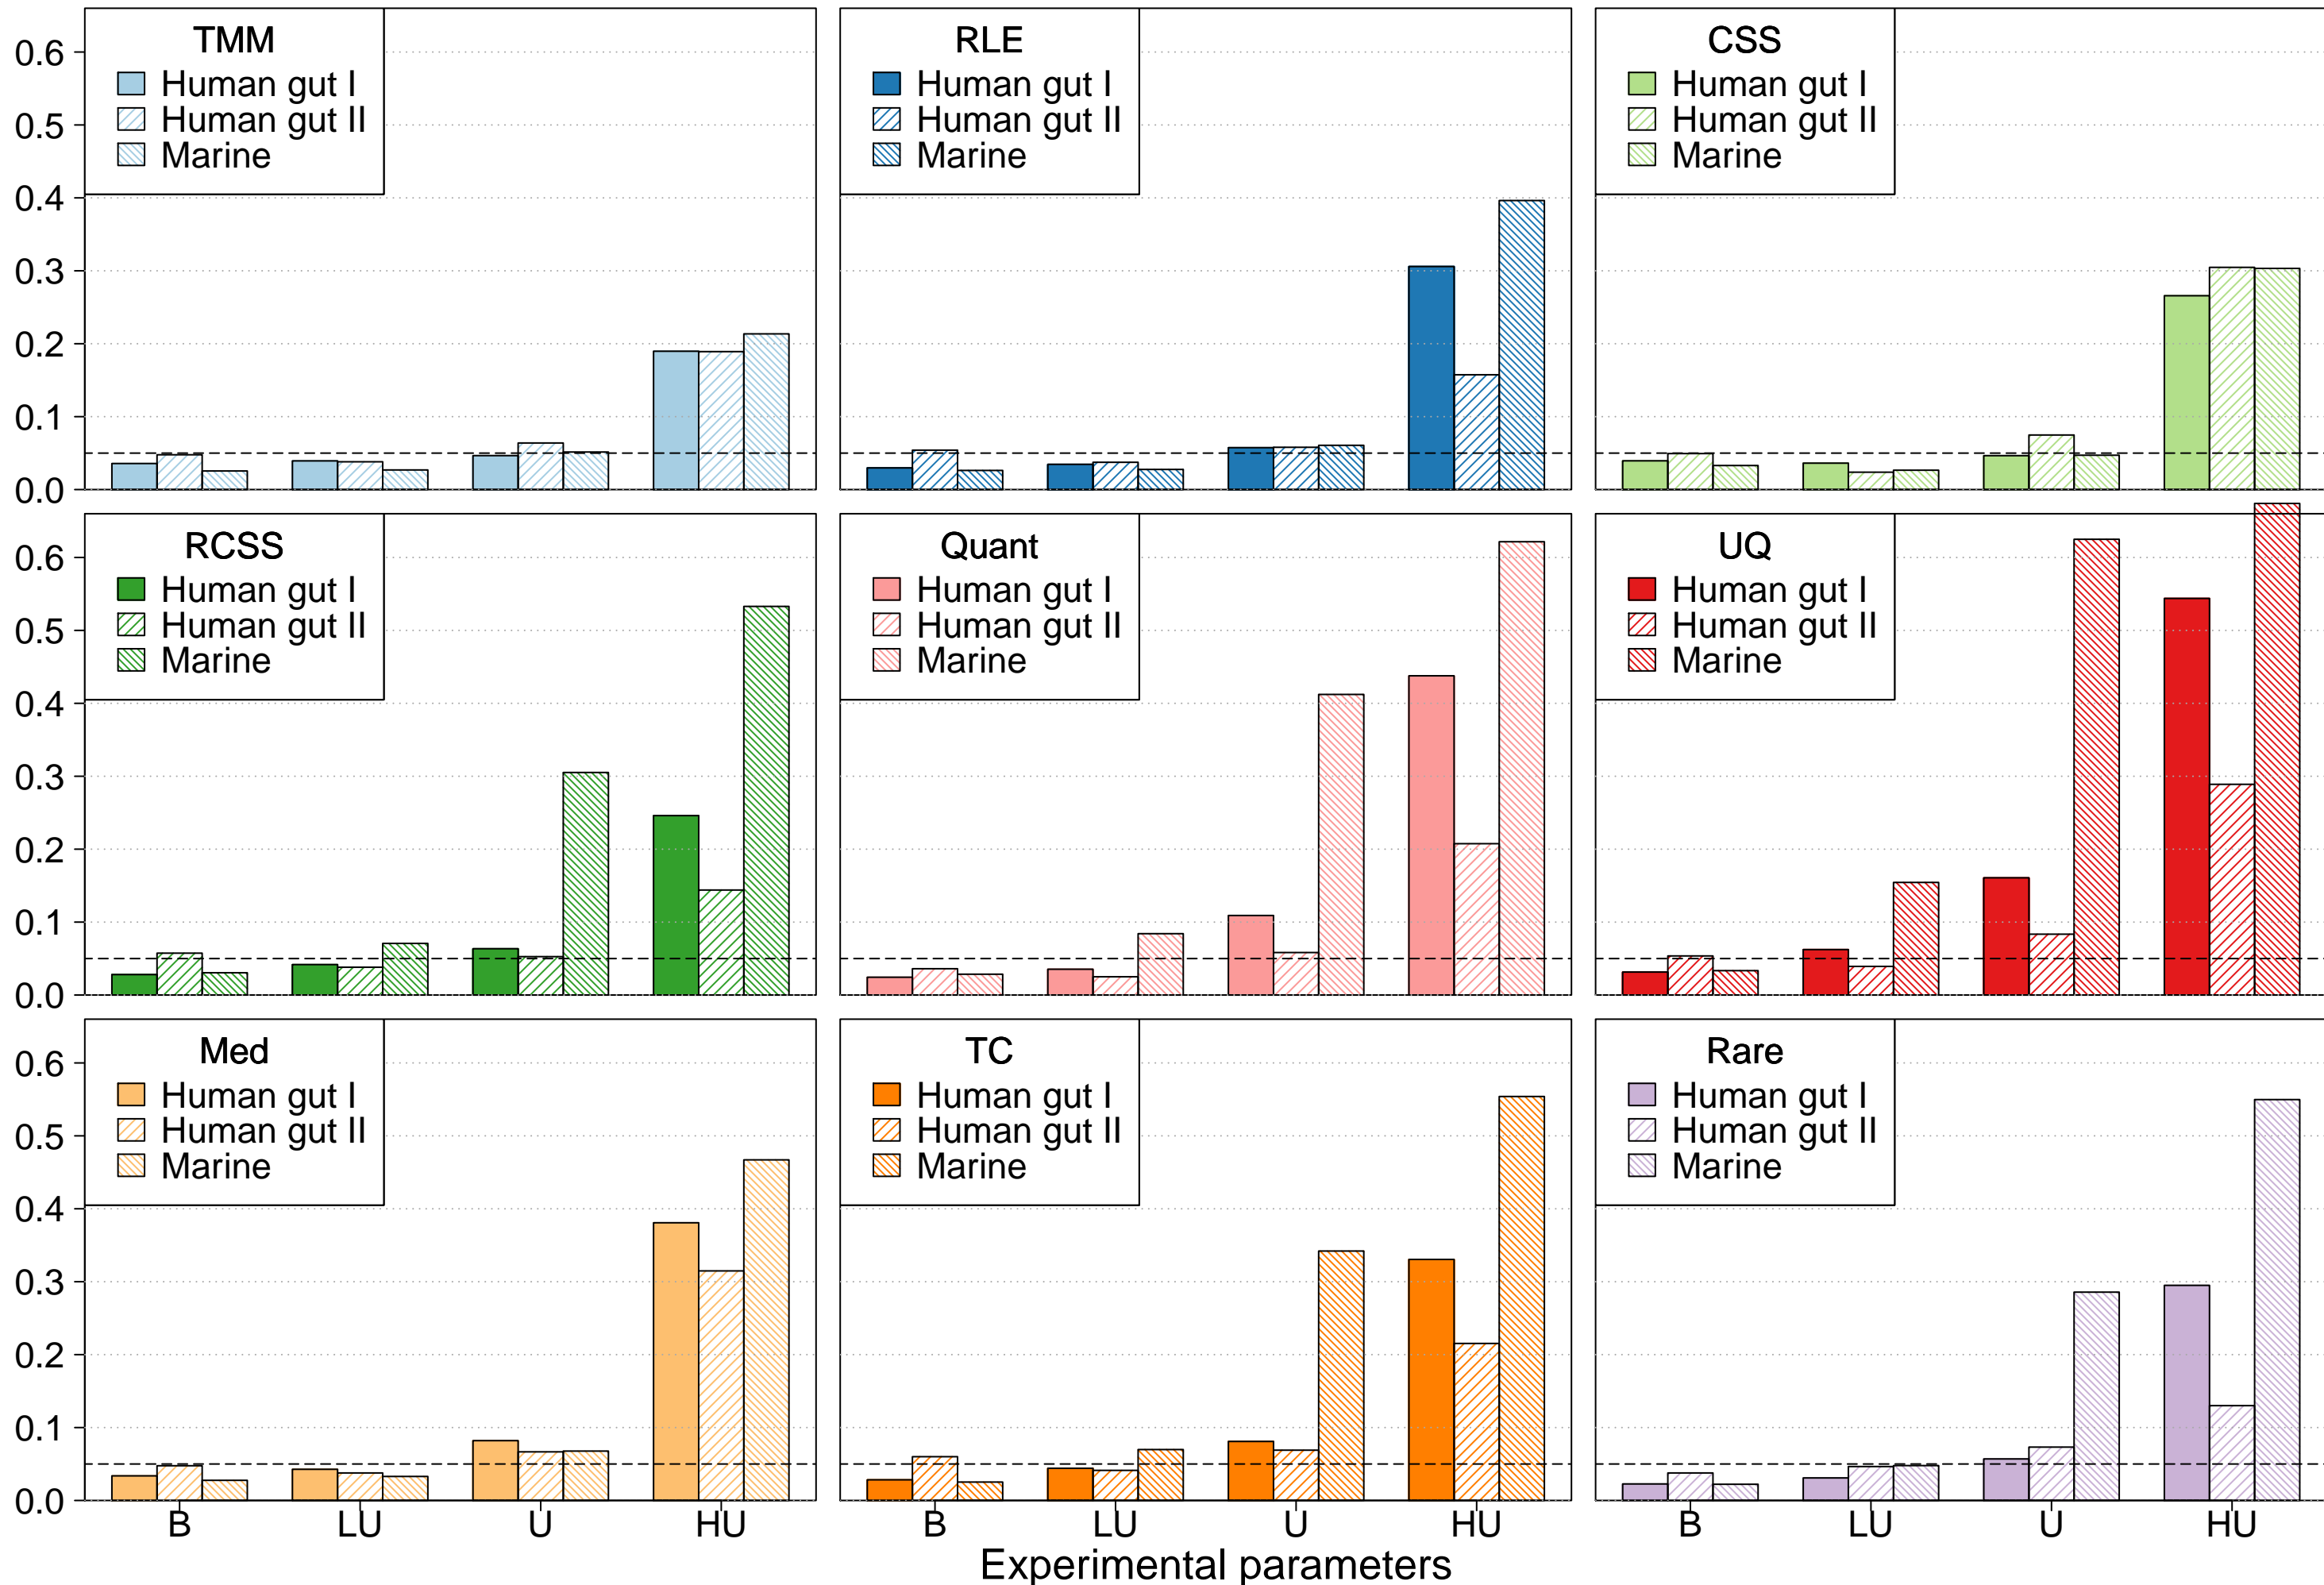 TMM
Human gut I
Human gut II
Marine
RLE
Human gut I
Human gut II
Marine
CSS
Human gut I
Human gut II
Marine
0.6
0.5
0.4
0.3
0.2
0.1
0.0
RCSS
Human gut I
Human gut II
Marine
Quant
Human gut I
Human gut II
Marine
UQ
Human gut I
Human gut II
Marine
0.6
0.5
0.4
0.3
0.2
0.1
0.0
Med
Human gut I
Human gut II
Marine
TC
Human gut I
Human gut II
Marine
Rare
Human gut I
Human gut II
Marine
0.6
0.5
0.4
0.3
0.2
0.1
0.0
B LU U HU
B LU U HU
B LU U HU
Experimental parameters